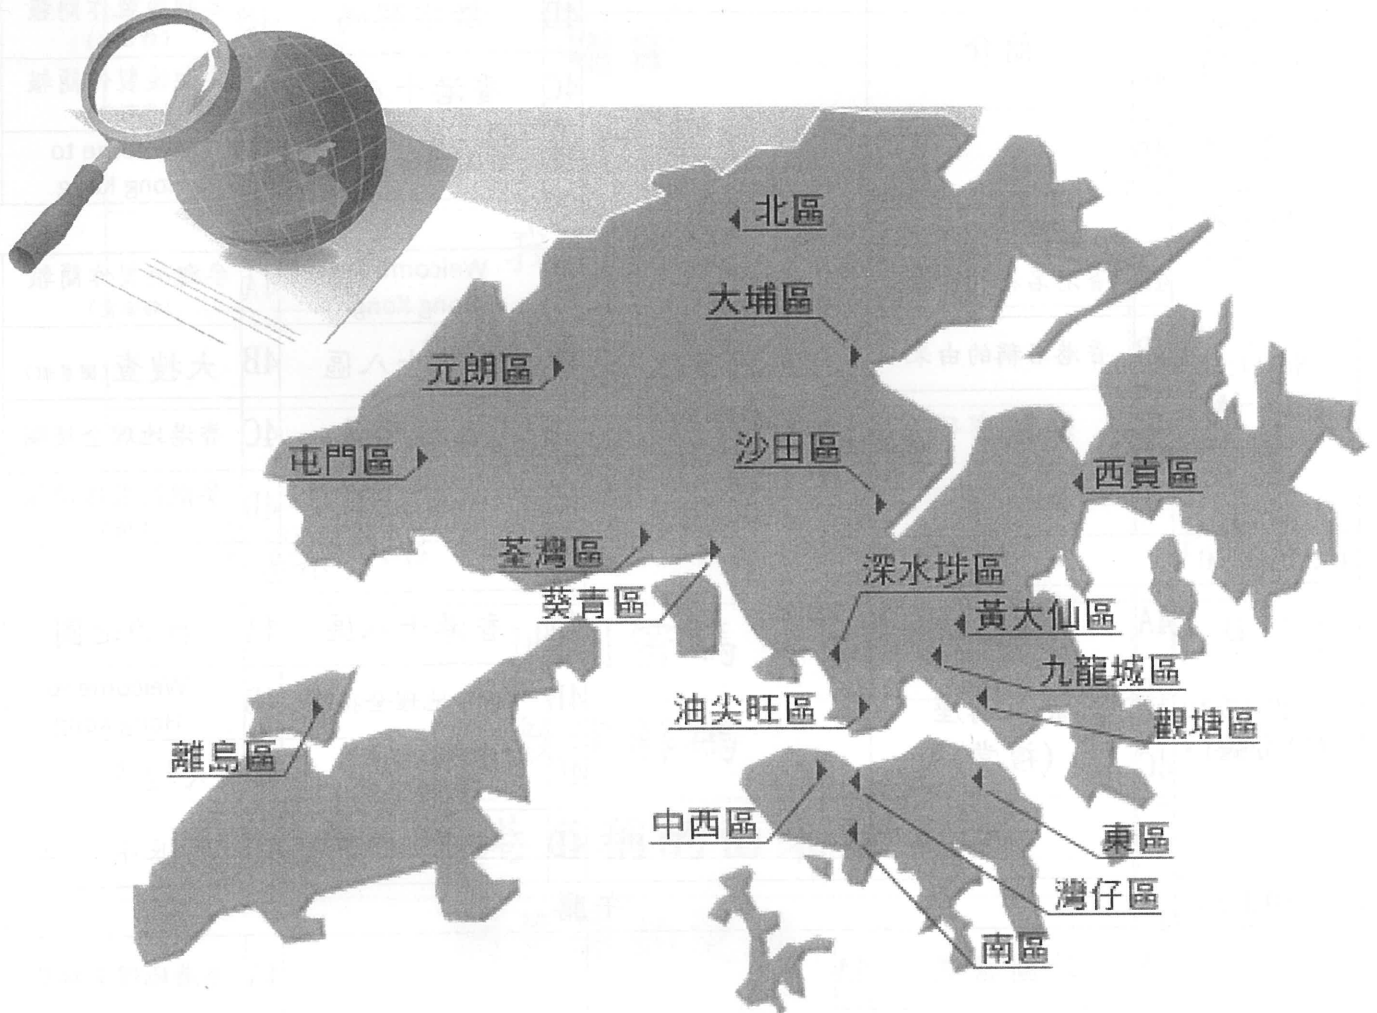 北區
大埔區
元朗區
沙田區
屯門區
西貢區
荃灣區
深水埗區
葵青區
黃大仙區
九龍城區
油尖旺區
觀塘區
離島區
中西區
東區
灣仔區
南區